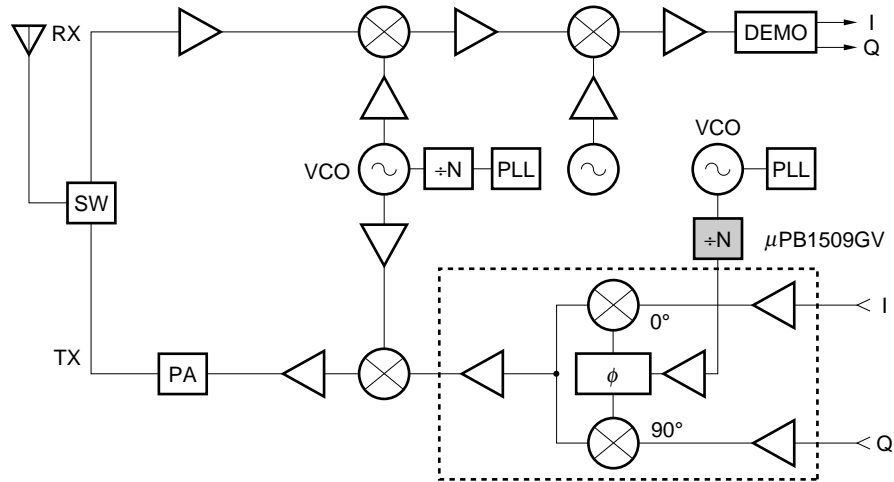 RX
DEMO
I
Q
VCO
÷N
PLL
VCO
PLL
SW
÷N
μPB1509GV
I
0°
TX
PA
ϕ
90°
Q